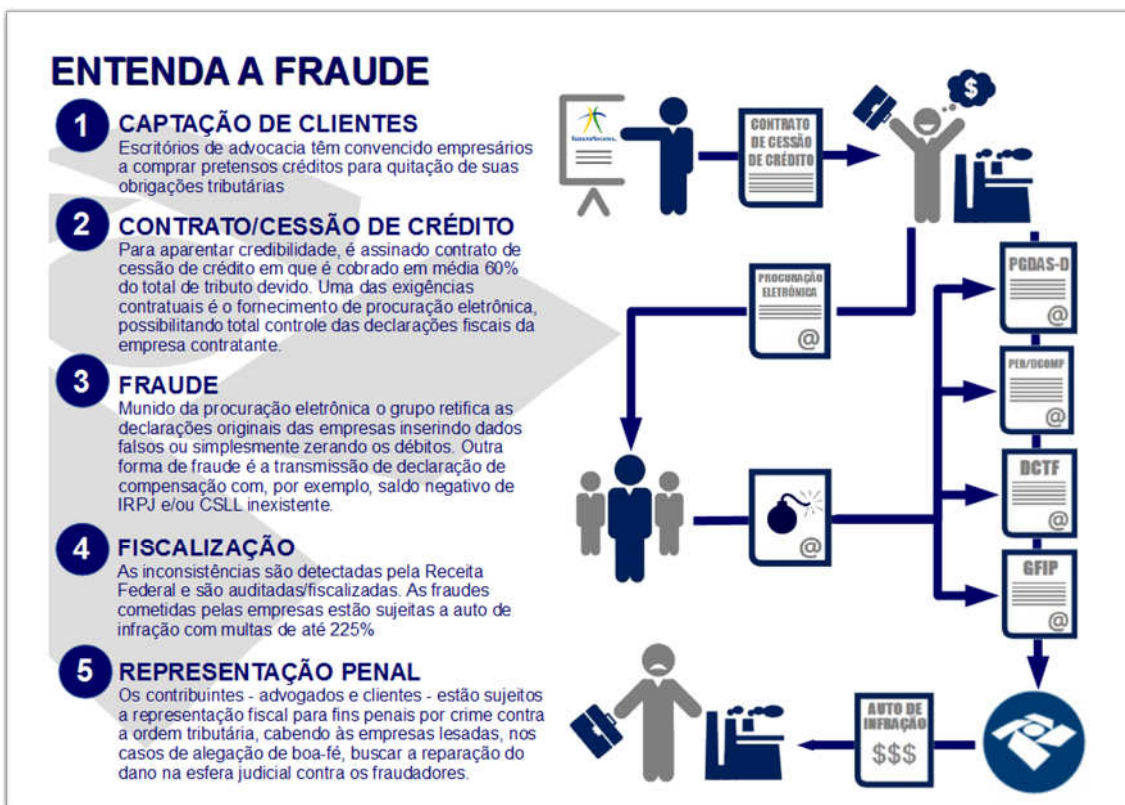 ENTENDA A FRAUDE
1
CAPTAÇÃO DE CLIENTES
Escritórios de advocacia têm convencido empresários
a comprar pretensos créditos para quitação de suas
obrigações tributárias
2
CONTRATO/CESSÃO DE CRÉDITO
Para aparentar credibilidade, é assinado contrato de
cessão de crédito em que é cobrado em média 60%
do total de tributo devido. Uma das exigências
contratuais é o fornecimento de procuração eletrônica,
possibilitando total controle das declarações fiscais da
empresa contratante.
3
FRAUDE
Munido da procuração eletrônica o grupo retifica as
declarações originais das empresas inserindo dados
falsos ou simplesmente zerando os débitos. Outra
forma de fraude é a transmissão de declaração de
compensação com, por exemplo, saldo negativo de
IRPJ e/ou CSLL inexistente.
4
FISCALIZAÇÃO
As inconsistências são detectadas pela Receita
Federal e são auditadas/fiscalizadas. As fraudes
cometidas pelas empresas estão sujeitas a auto de
infração com multas de até 225%
5
REPRESENTAÇÃO PENAL
Os contribuintes - advogados e clientes - estão sujeitos
a representação fiscal para fins penais por crime contra
a ordem tributária, cabendo às empresas lesadas, nos
casos de alegação de boa-fé, buscar a reparação do
dano na esfera judicial contra os fraudadores.
CONTRATO
DE CESSÃO
DE CRÉDITO
$
PROCURAÇÃO
ELETRÔNICA
@
PGDAS-D
@
PER/DCOMP
@
@
DCTF
@
GFIP
@
AUTO DE
INFRAÇÃO
$$$